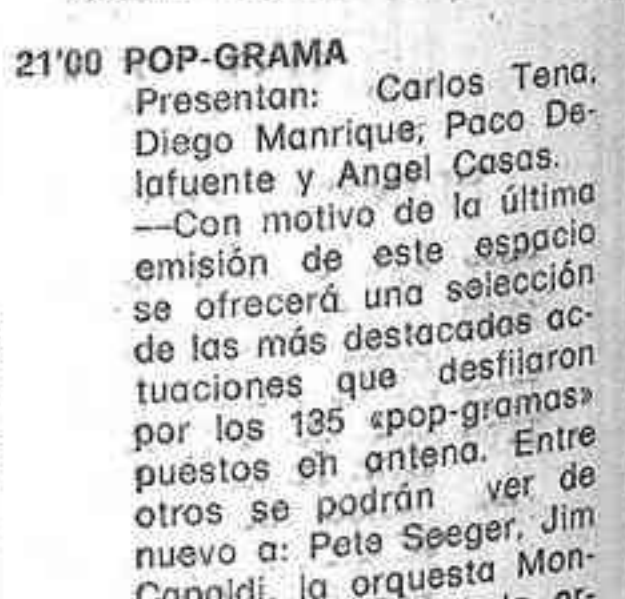 21'00 POP-GRAMA
Presentan: Carlos Tena,
Diego Manrique, Paco De-
lafuente y Angel Casas.
—Con motivo de la última
emisión de este espacio
se ofrecerá una selección
de las más destacadas ac-
tuaciones que desfilaron
por los 135 «pop-gramas»
puestos en antena. Entre
otros se podrán ver de
nuevo a: Pete Seeger, Jim
Capaldi, la orquesta Mon-
or-